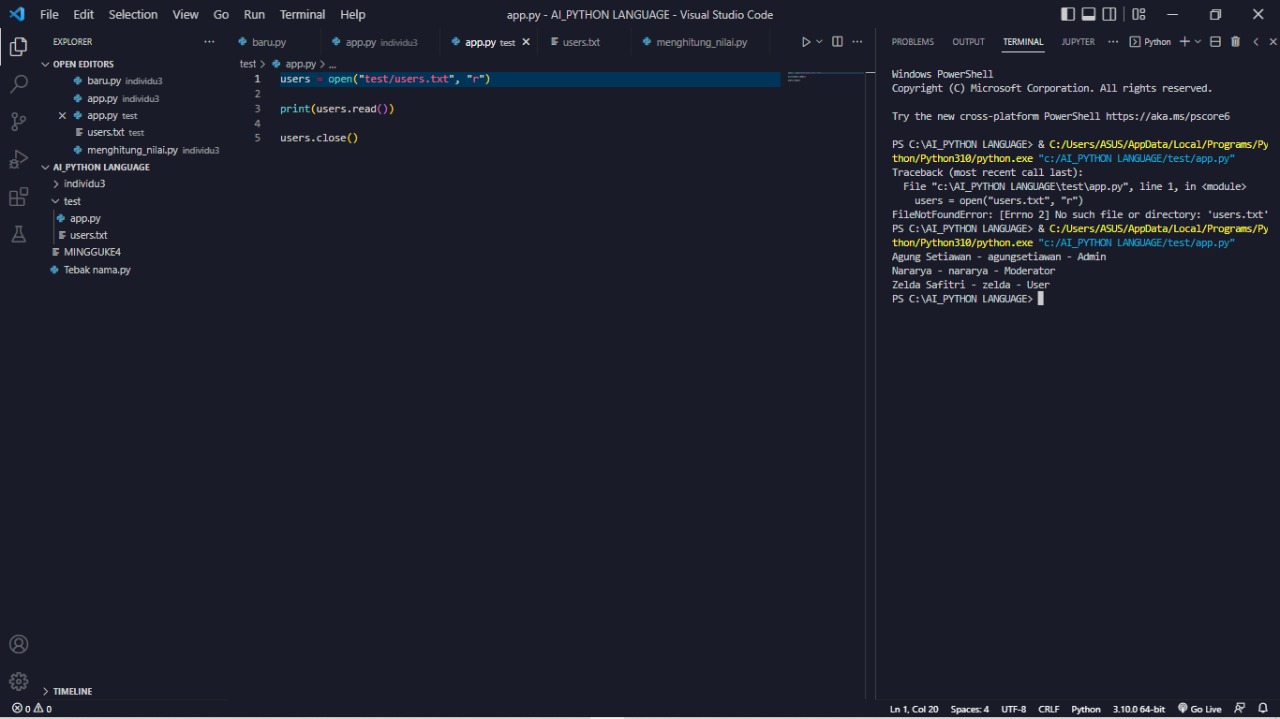 File Edit Selection View Go Run Terminal Help app.py - AI_PYTHON LANGUAGE - Visual Studio Code
EXPLORER
OPEN EDITORS
baru.py individu3
app.py individu3
app.py test
users.txt test
menghitung_nilai.py individu3
AI_PYTHON LANGUAGE
individu3
test
app.py
users.txt
MINGGUKE4
Tebak nama.py
TIMELINE
baru.py app.py individu3 app.py test users.txt menghitung_nilai.py
test > app.py > ...
1 users = open("test/users.txt", "r")
2
3 print(users.read())
4
5 users.close()
PROBLEMS OUTPUT TERMINAL JUPYTER ... Python
Windows PowerShell
Copyright (C) Microsoft Corporation. All rights reserved.
Try the new cross-platform PowerShell https://aka.ms/pscore6
PS C:\AI_PYTHON LANGUAGE> & C:/Users/ASUS/AppData/Local/Programs/Py
thon/Python310/python.exe "c:/AI_PYTHON LANGUAGE/test/app.py"
Traceback (most recent call last):
File "c:\AI_PYTHON LANGUAGE\test\app.py", line 1, in <module>
users = open("users.txt", "r")
FileNotFoundError: [Errno 2] No such file or directory: 'users.txt'
PS C:\AI_PYTHON LANGUAGE> & C:/Users/ASUS/AppData/Local/Programs/Py
thon/Python310/python.exe "c:/AI_PYTHON LANGUAGE/test/app.py"
Agung Setiawan - agungsetiawan - Admin
Nararya - nararya - Moderator
Zelda Safitri - zelda - User
PS C:\AI_PYTHON LANGUAGE>
0 0 Ln 1, Col 20 Spaces: 4 UTF-8 CRLF Python 3.10.0 64-bit Go Live